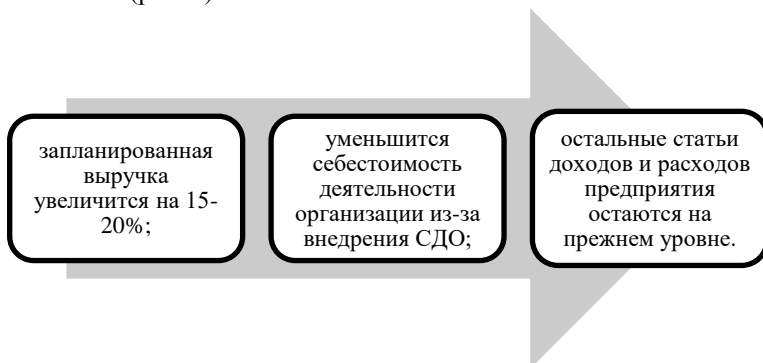 запланированная
выручка
увеличится на 15-
20%;
уменьшится
себестоимость
деятельности
организации из-за
внедрения СДО;
остальные статьи
доходов и расходов
предприятия
остаются на
прежнем уровне.